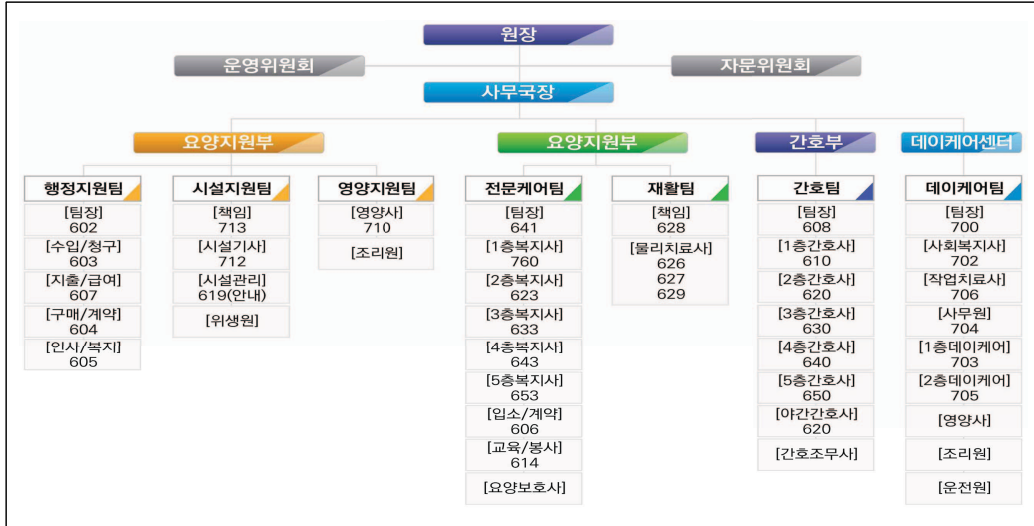 원장
운영위원회
자문위원회
사무국장
요양지원부
요양지원부
간호부
데이케어센터
행정지원팀
[팀장]
602
[수입/청구]
603
[지출/급여]
607
[구매/계약]
604
[인사/복지]
605
시설지원팀
[책임]
713
[시설기사]
712
[시설관리]
619(안내)
[위생원]
영양지원팀
[영양사]
710
[조리원]
전문케어팀
[팀장]
641
[1층복지사]
760
[2층복지사]
623
[3층복지사]
633
[4층복지사]
643
[5층복지사]
653
[입소/계약]
606
[교육/봉사]
614
[요양보호사]
재활팀
[책임]
628
[물리치료사]
626
627
629
간호팀
[팀장]
608
[1층간호사]
610
[2층간호사]
620
[3층간호사]
630
[4층간호사]
640
[5층간호사]
650
[야간간호사]
620
[간호조무사]
데이케어팀
[팀장]
700
[사회복지사]
702
[작업치료사]
706
[사무원]
704
[1층데이케어]
703
[2층데이케어]
705
[영양사]
[조리원]
[운전원]